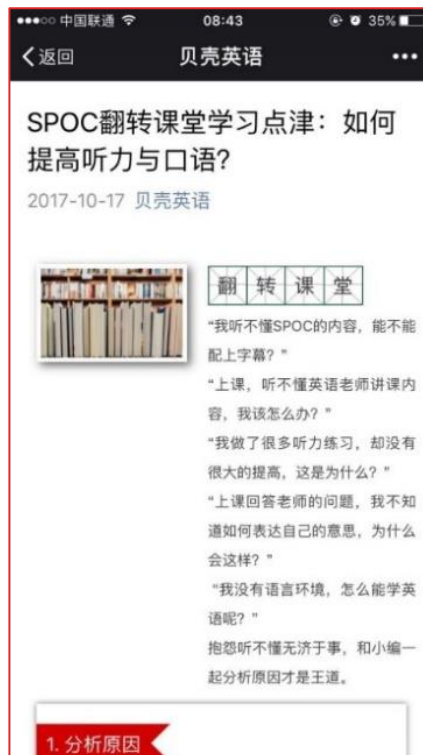 中国联通 08:43 35%
返回 贝壳英语
SPOC翻转课堂学习点津：如何
提高听力与口语?
2017-10-17 贝壳英语
翻转课堂
“我听不懂SPOC的内容，能不能
配上字幕？”
“上课，听不懂英语老师讲课内
容，我该怎么办？”
“我做了很多听力练习，却没有
很大的提高，这是为什么？”
“上课回答老师的问题，我不知
道如何表达自己的意思，为什么
会这样？”
“我没有语言环境，怎么能学英
语呢？”
抱怨听不懂无济于事，和小编一
起分析原因才是王道。
1. 分析原因